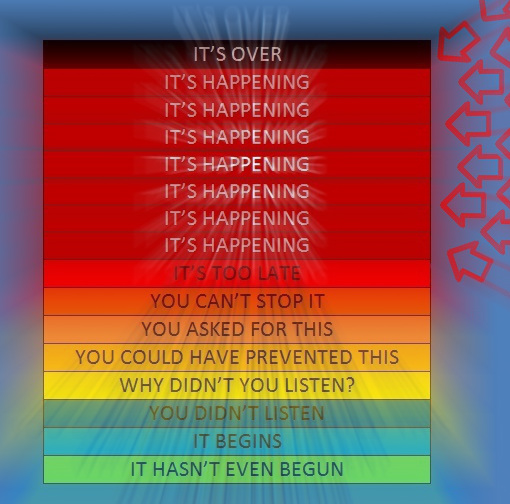 IT'S OVER
IT'S HAPPENING
IT'S HAPPENING
IT'S HAPPENING
IT'S HAPPENING
IT'S HAPPENING
IT'S HAPPENING
IT'S HAPPENING
IT'S TOO LATE
YOU CAN'T STOP IT
YOU ASKED FOR THIS
YOU COULD HAVE PREVENTED THIS
WHY DIDN'T YOU LISTEN?
YOU DIDN'T LISTEN
IT BEGINS
IT HASN'T EVEN BEGUN